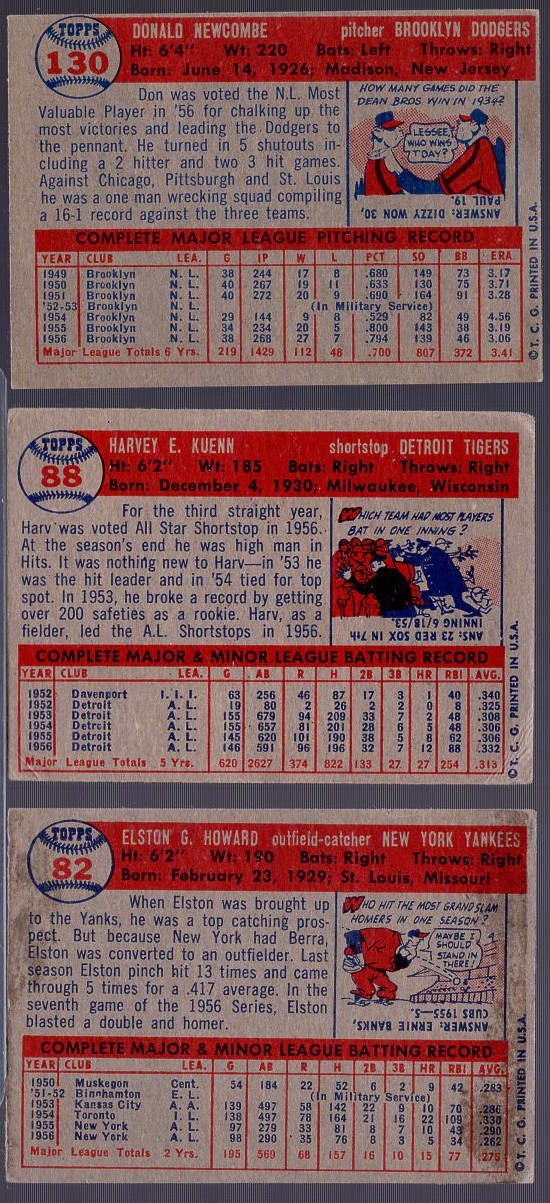 TOPPS
130
DONALD NEWCOMBE pitcher BROOKLYN DODGERS
Ht: 6'4" Wt: 220 Bats: Left Throws: Right
Born: June 14, 1926; Madison, New Jersey
Don was voted the N.L. Most
Valuable Player in '56 for chalking up the
most victories and leading the Dodgers to
the pennant. He turned in 5 shutouts in-
cluding a 2 hitter and two 3 hit games.
Against Chicago, Pittsburgh and St. Louis
he was a one man wrecking squad compiling
a 16-1 record against the three teams.
HOW MANY GAMES DID THE
DEAN BROS. WIN IN 1934?
LESSEE,
WHO WINS
T'DAY?
ANSWER: DIZZY WON 30,
PAUL 19.
COMPLETE MAJOR LEAGUE PITCHING RECORD
YEAR CLUB LEA. G IP W L PCT SO BB ERA
1949 Brooklyn N. L. 38 244 17 8 .680 149 73 3.17
1950 Brooklyn N. L. 40 267 19 11 .633 130 75 3.71
1951 Brooklyn N. L. 40 272 20 9 .690 164 91 3.28
'52-53 Brooklyn N. L. (In Military Service)
1954 Brooklyn N. L. 29 144 9 8 .529 82 49 4.56
1955 Brooklyn N. L. 34 234 20 5 .800 143 38 3.19
1956 Brooklyn N. L. 38 268 27 7 .794 139 46 3.06
Major League Totals 6 Yrs. 219 1429 112 48 .700 807 372 3.41
© T. C. G. PRINTED IN U.S.A.
TOPPS
88
HARVEY E. KUENN shortstop DETROIT TIGERS
Ht: 6'2" Wt: 185 Bats: Right Throws: Right
Born: December 4, 1930; Milwaukee, Wisconsin
For the third straight year,
Harv was voted All Star Shortstop in 1956.
At the season's end he was high man in
Hits. It was nothing new to Harv—in '53 he
was the hit leader and in '54 tied for top
spot. In 1953, he broke a record by getting
over 200 safeties as a rookie. Harv, as a
fielder, led the A.L. Shortstops in 1956.
WHICH TEAM HAD MOST PLAYERS
BAT IN ONE INNING?
ANS: 23 RED SOX IN 7TH
INNING 6/18/53.
COMPLETE MAJOR & MINOR LEAGUE BATTING RECORD
YEAR CLUB LEA. G AB R H 2B 3B HR RBI AVG.
1952 Davenport I. I. I. 63 256 46 87 17 3 1 40 .340
1952 Detroit A. L. 19 80 2 26 2 2 0 8 .325
1953 Detroit A. L. 155 679 94 209 33 7 2 48 .308
1954 Detroit A. L. 155 657 81 201 28 6 5 48 .306
1955 Detroit A. L. 145 620 101 190 38 5 8 62 .306
1956 Detroit A. L. 146 591 96 196 32 7 12 88 .332
Major League Totals 5 Yrs. 620 2627 374 822 133 27 27 254 .313
© T. C. G. PRINTED IN U.S.A.
TOPPS
82
ELSTON G. HOWARD outfield-catcher NEW YORK YANKEES
Ht: 6'2" Wt: 190 Bats: Right Throws: Right
Born: February 23, 1929; St. Louis, Missouri
When Elston was brought up
to the Yanks, he was a top catching pros-
pect. But because New York had Berra,
Elston was converted to an outfielder. Last
season Elston pinch hit 13 times and came
through 5 times for a .417 average. In the
seventh game of the 1956 Series, Elston
blasted a double and homer.
WHO HIT THE MOST GRAND SLAM
HOMERS IN ONE SEASON?
MAYBE I
SHOULD
STAND IN
THERE!
ANSWER: ERNIE BANKS,
CUBS 1955—5.
COMPLETE MAJOR & MINOR LEAGUE BATTING RECORD
YEAR CLUB LEA. G AB R H 2B 3B HR RBI AVG.
1950 Muskegon Cent. 54 184 22 52 6 2 9 42 .283
'51-52 Binnhamton E. L. (In Military Service)
1953 Kansas City A. A. 139 497 58 142 22 9 10 70 .286
1954 Toronto I. L. 138 497 78 164 21 16 22 109 .330
1955 New York A. L. 97 279 33 81 8 7 10 43 .290
1956 New York A. L. 98 290 35 76 8 3 5 34 .262
Major League Totals 2 Yrs. 195 569 68 157 16 10 15 77 .276
© T. C. G. PRINTED IN U.S.A.